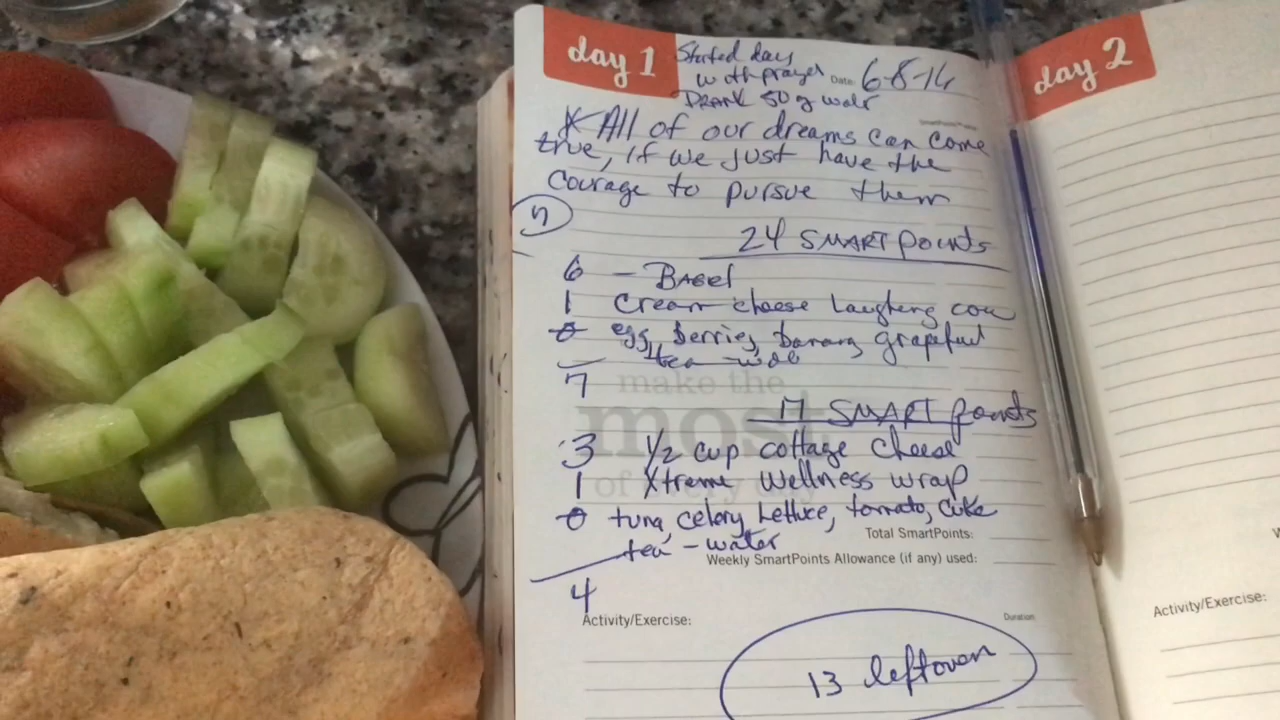 day 1
Started day
with prayer
Date: 6-8-14
DRANK 50 g
* All of our dreams can come
true, If we just have the
courage to pursue them
24 SMART points
6 - BAGEL
1 Cream cheese Laughing cow
0 egg, berries, banana, grapefruit
tea -
7
make the
most
of every day
17 SMART points
3 1/2 cup cottage cheese
1 Xtreme Wellness wrap
0 tuna, celery, Lettuce, tomato, Cuke
Total SmartPoints:
tea - water
Weekly SmartPoints Allowance (if any) used:
4
Activity/Exercise:
Duration
13 leftover
day 2
Activity/Exercise: